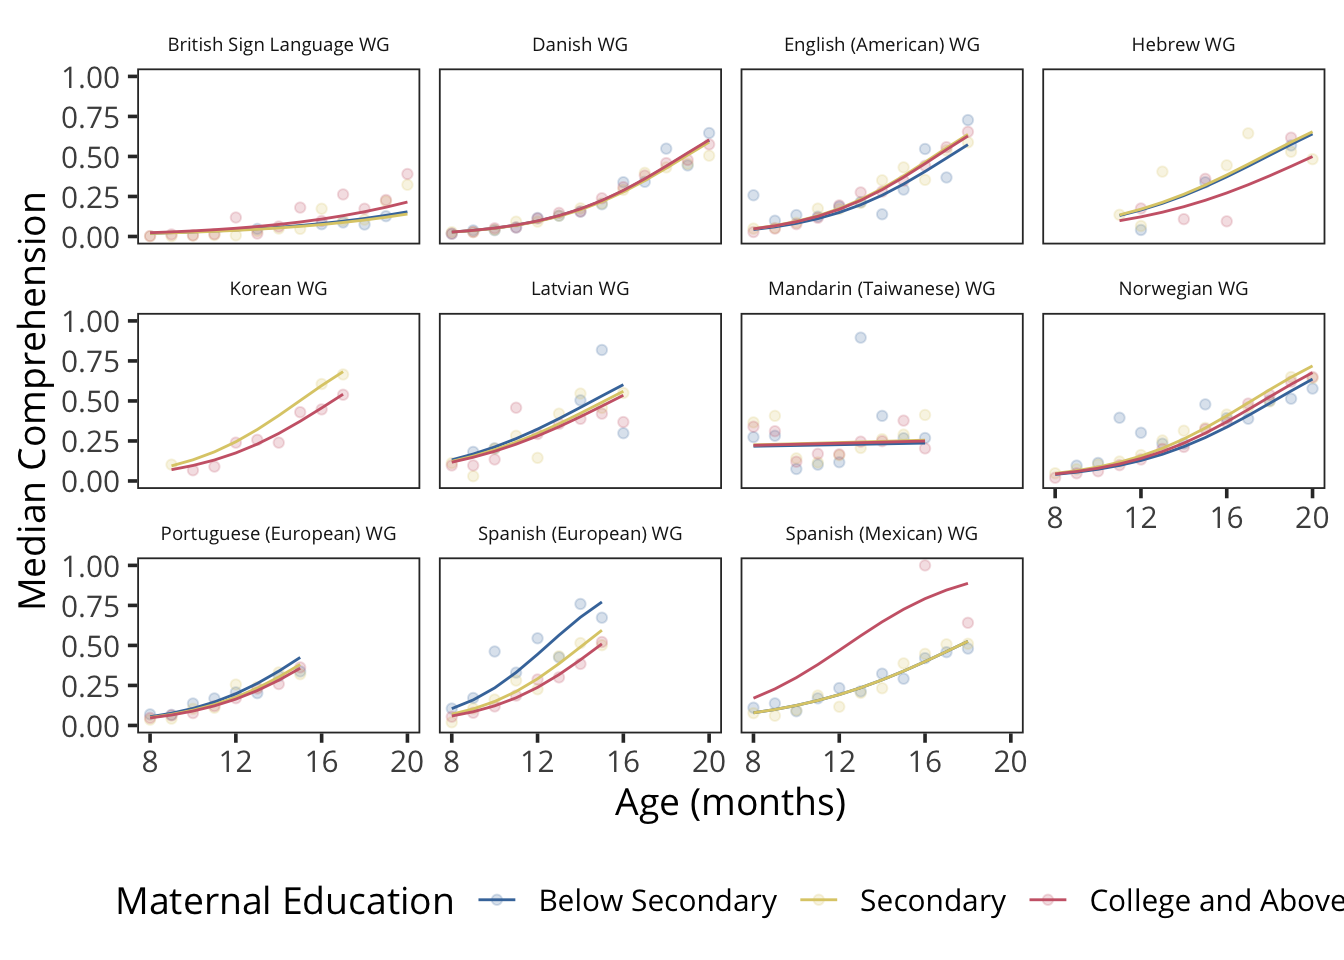 British Sign Language WG
Danish WG
English (American) WG
Hebrew WG
1.00
0.75
0.50
0.25
0.00
Korean WG
Latvian WG
Mandarin (Taiwanese) WG
Norwegian WG
1.00
0.75
0.50
0.25
0.00
8 12 16 20
Portuguese (European) WG
Spanish (European) WG
Spanish (Mexican) WG
1.00
0.75
0.50
0.25
0.00
8 12 16 20
8 12 16 20
8 12 16 20
Median Comprehension
Age (months)
Maternal Education Below Secondary Secondary College and Above